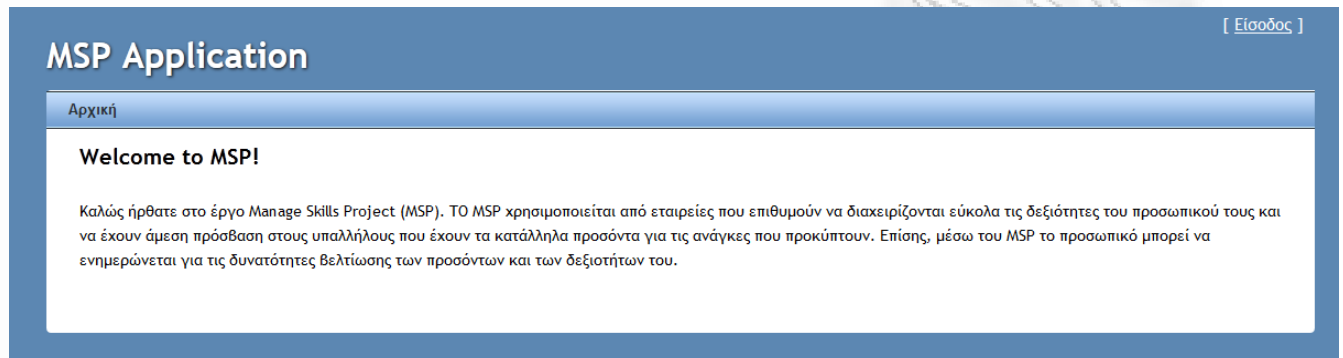 [ Είσοδος ]
MSP Application
Αρχική
Welcome to MSP!
Καλώς ήρθατε στο έργο Manage Skills Project (MSP). ΤΟ MSP χρησιμοποιείται από εταιρείες που επιθυμούν να διαχειρίζονται εύκολα τις δεξιότητες του προσωπικού τους και
να έχουν άμεση πρόσβαση στους υπαλλήλους που έχουν τα κατάλληλα προσόντα για τις ανάγκες που προκύπτουν. Επίσης, μέσω του MSP το προσωπικό μπορεί να
ενημερώνεται για τις δυνατότητες βελτίωσης των προσόντων και των δεξιοτήτων του.